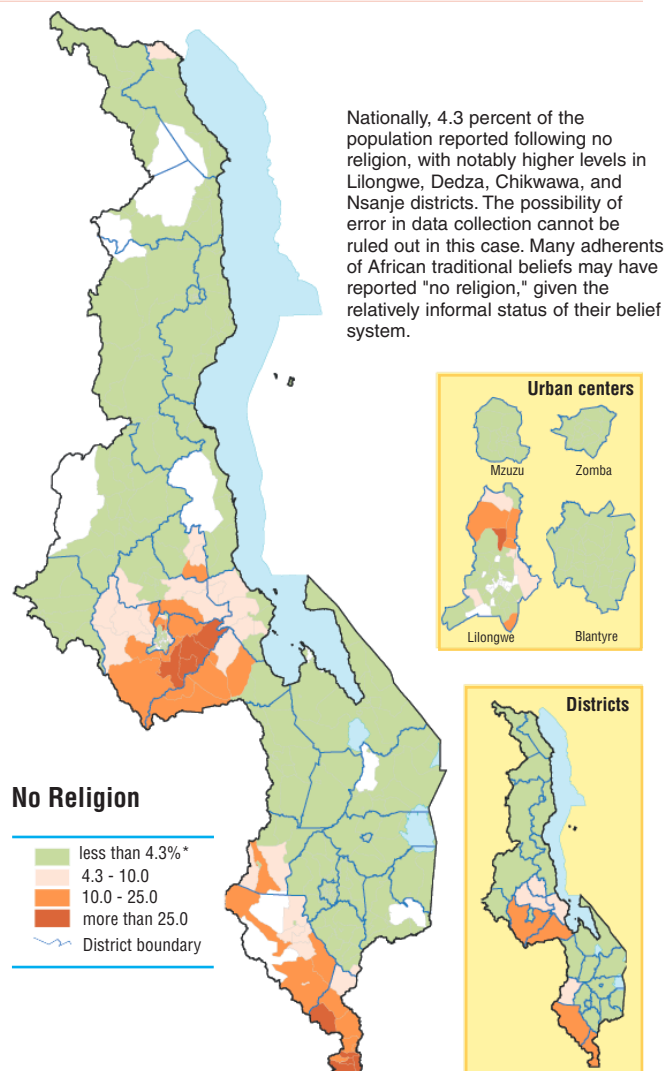 Nationally, 4.3 percent of the
population reported following no
religion, with notably higher levels in
Lilongwe, Dedza, Chikwawa, and
Nsanje districts. The possibility of
error in data collection cannot be
ruled out in this case. Many adherents
of African traditional beliefs may have
reported "no religion," given the
relatively informal status of their belief
system.
Urban centers
Mzuzu
Zomba
Lilongwe
Blantyre
Districts
No Religion
less than 4.3%*
4.3 - 10.0
10.0 - 25.0
more than 25.0
District boundary